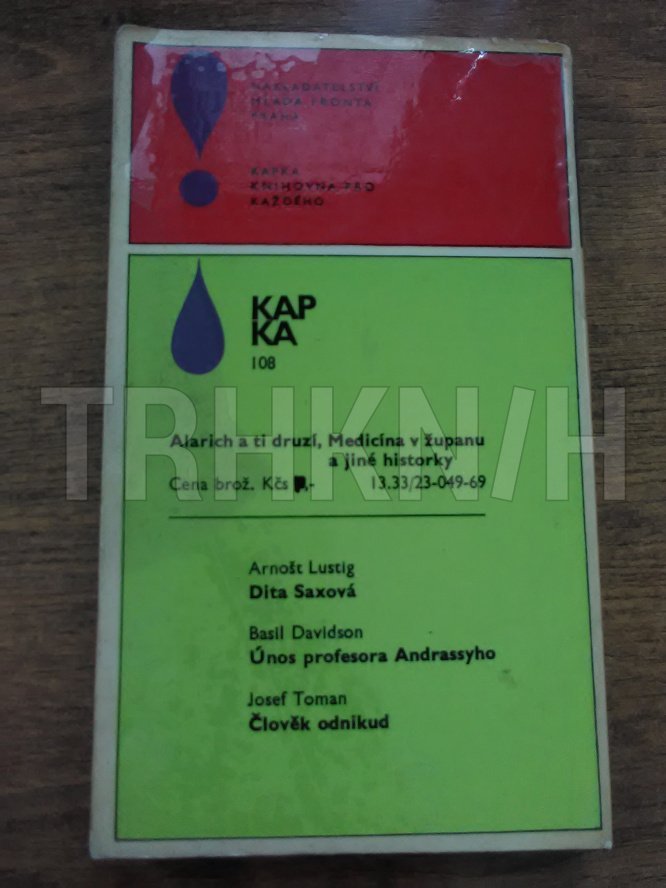 NAKLADATELSTVÍ
MLADÁ FRONTA
PRAHA
KAPKA
KNIHOVNA PRO
KAŽDÉHO
KAP
KA
108
TRHKN/H
Alarich a ti druzí, Medicína v županu
a jiné historky
Cena brož. Kčs ,-
13.33/23-049-69
Arnošt Lustig
Dita Saxová
Basil Davidson
Únos profesora Andrassyho
Josef Toman
Člověk odnikud